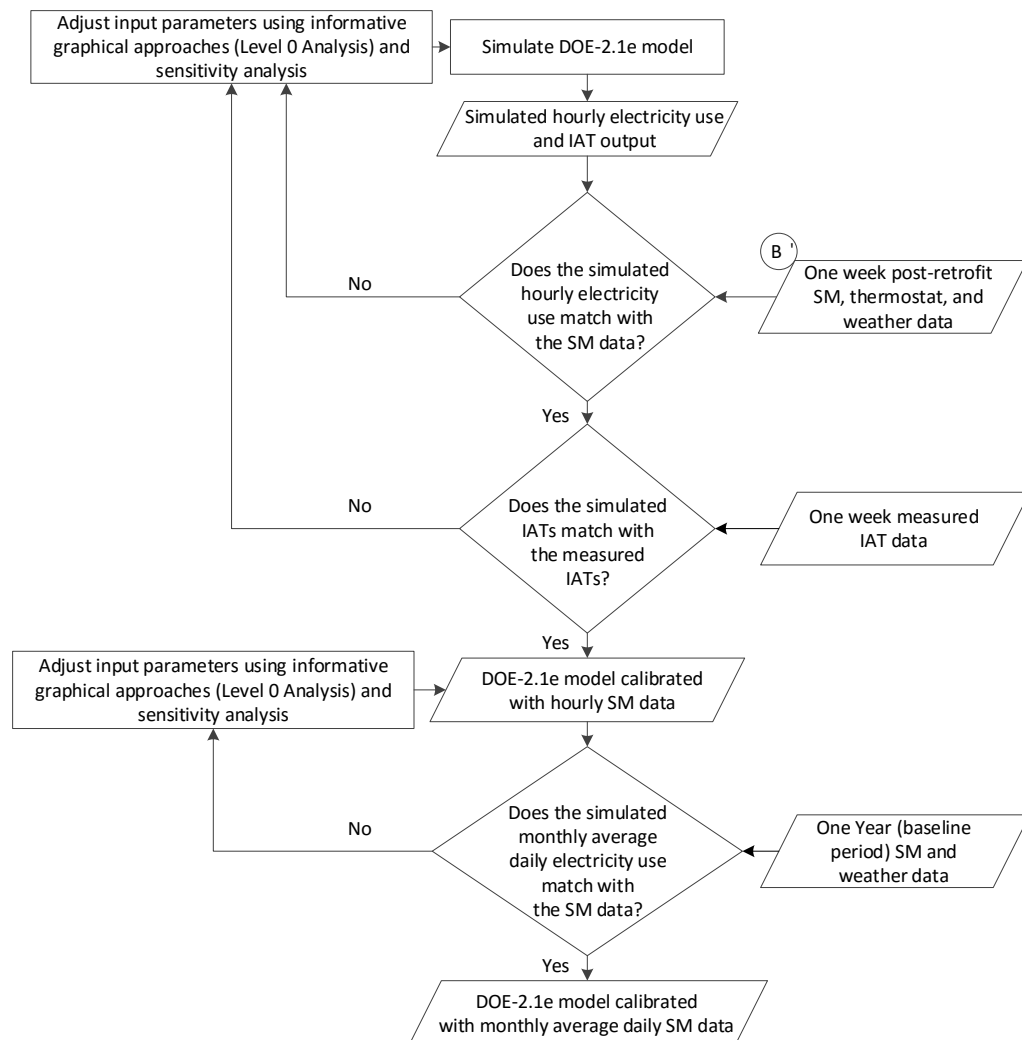 Adjust input parameters using informative
graphical approaches (Level 0 Analysis) and
sensitivity analysis
Simulate DOE-2.1e model
Simulated hourly electricity use
and IAT output
B '
Does the simulated
hourly electricity
use match with
the SM data?
No
One week post-retrofit
SM, thermostat, and
weather data
Yes
Does the simulated
IATs match with
the measured
IATs?
No
One week measured
IAT data
Yes
Adjust input parameters using informative
graphical approaches (Level 0 Analysis) and
sensitivity analysis
DOE-2.1e model calibrated
with hourly SM data
Does the simulated
monthly average
daily electricity use
match with
the SM data?
No
One Year (baseline
period) SM and
weather data
Yes
DOE-2.1e model calibrated
with monthly average daily SM data